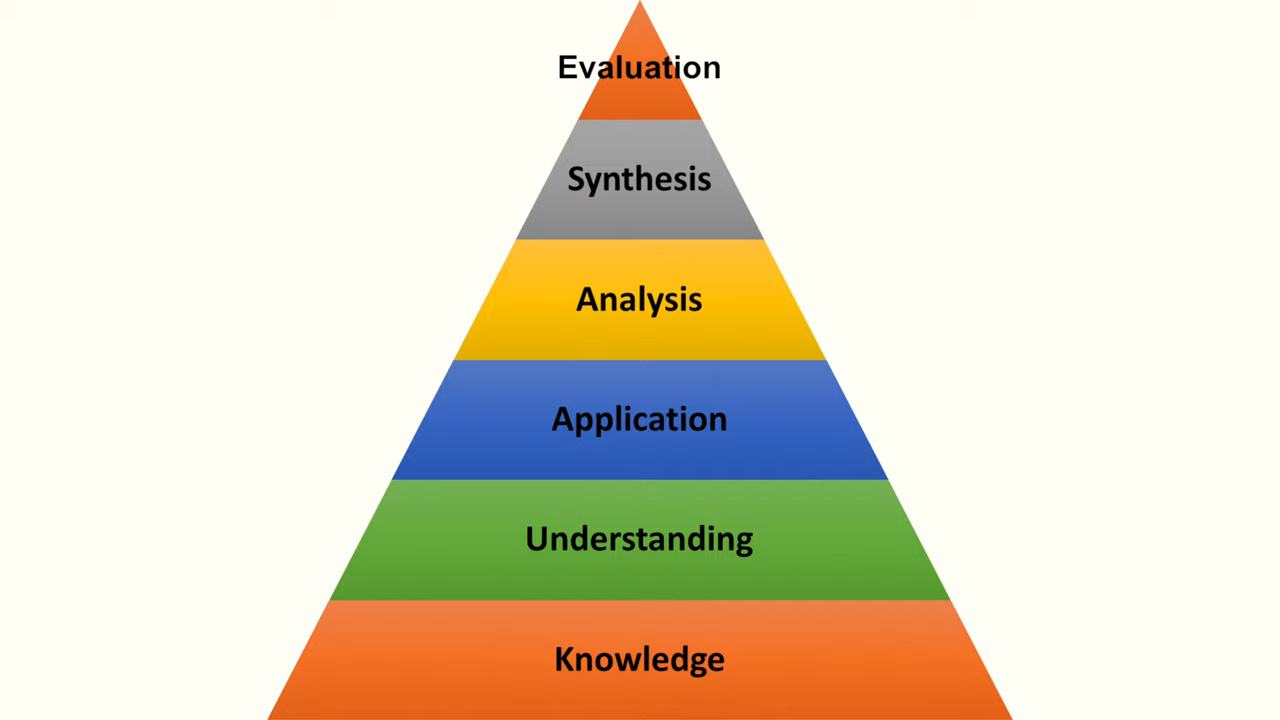 Evaluation
Synthesis
Analysis
Application
Understanding
Knowledge